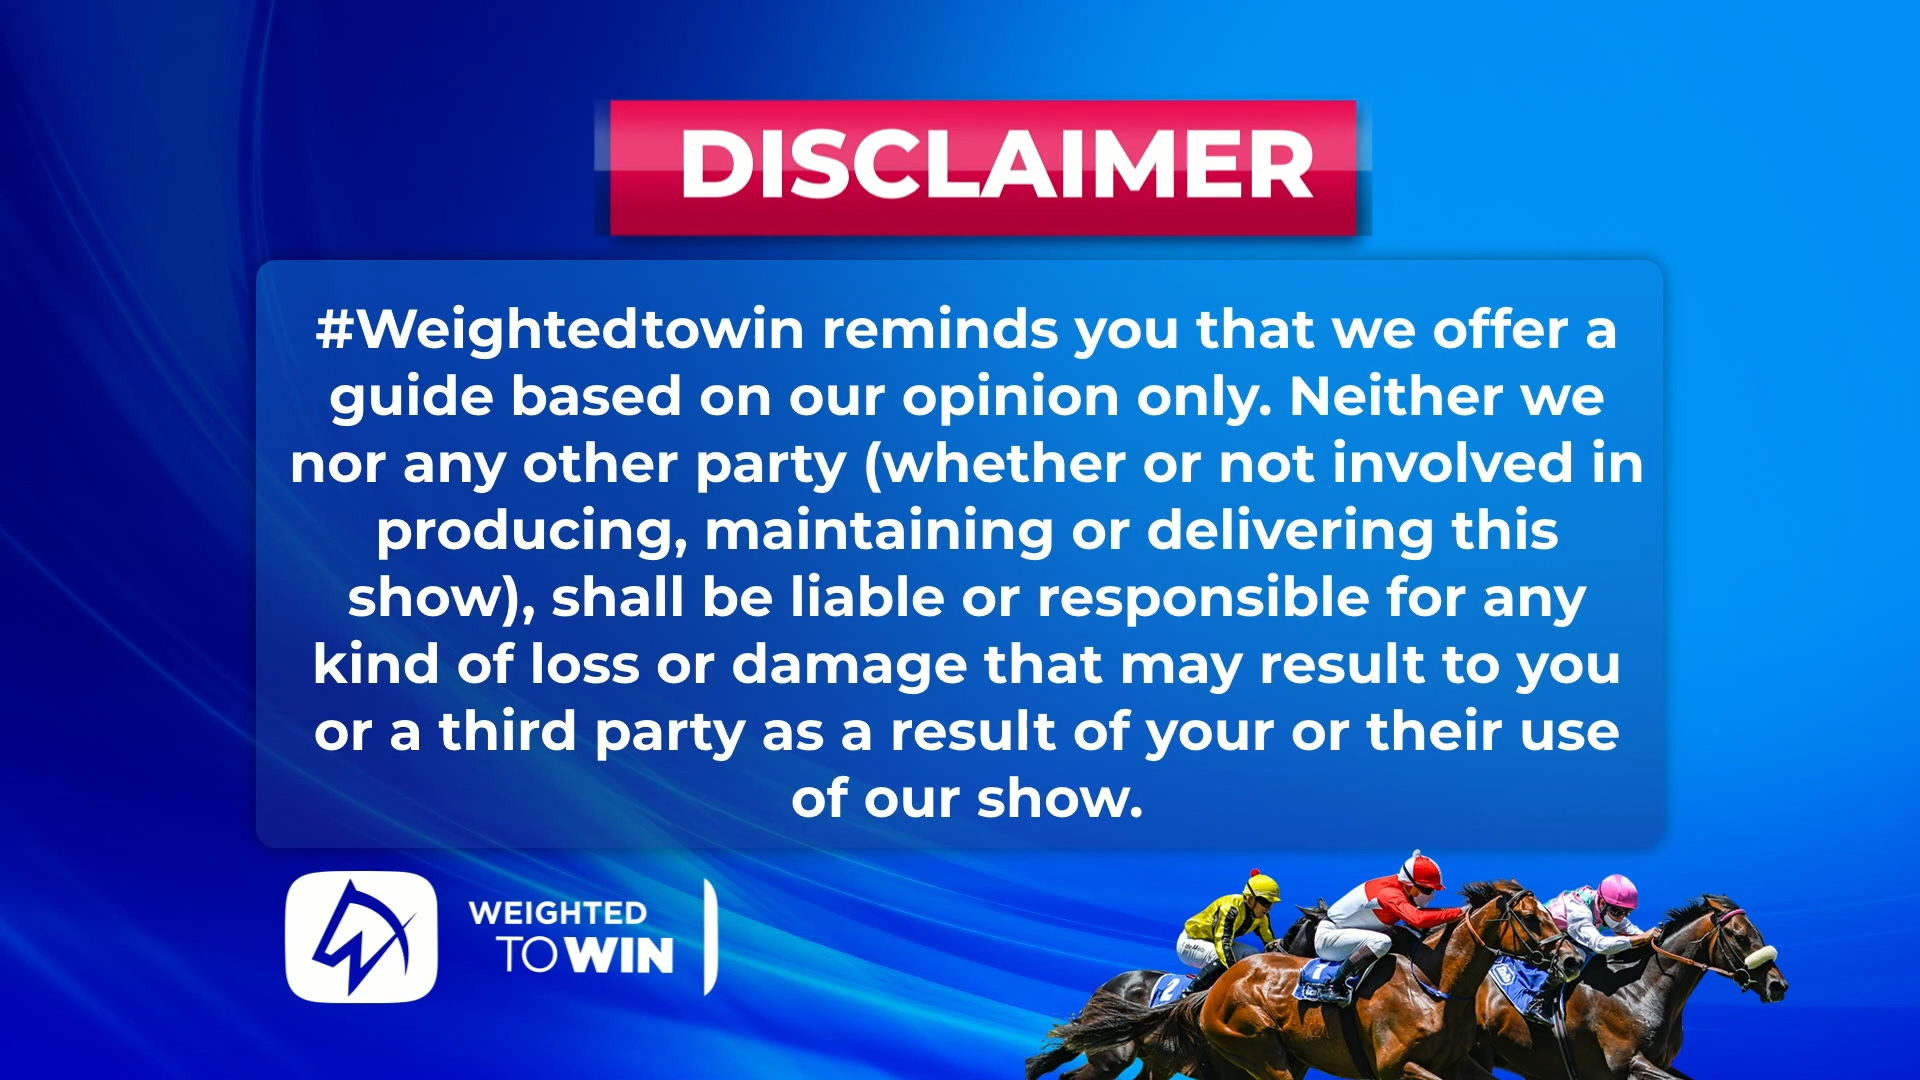 DISCLAIMER
#Weightedtowin reminds you that we offer a
guide based on our opinion only. Neither we
nor any other party (whether or not involved in
producing, maintaining or delivering this
show), shall be liable or responsible for any
kind of loss or damage that may result to you
or a third party as a result of your or their use
of our show.
WEIGHTED
TO WIN
2